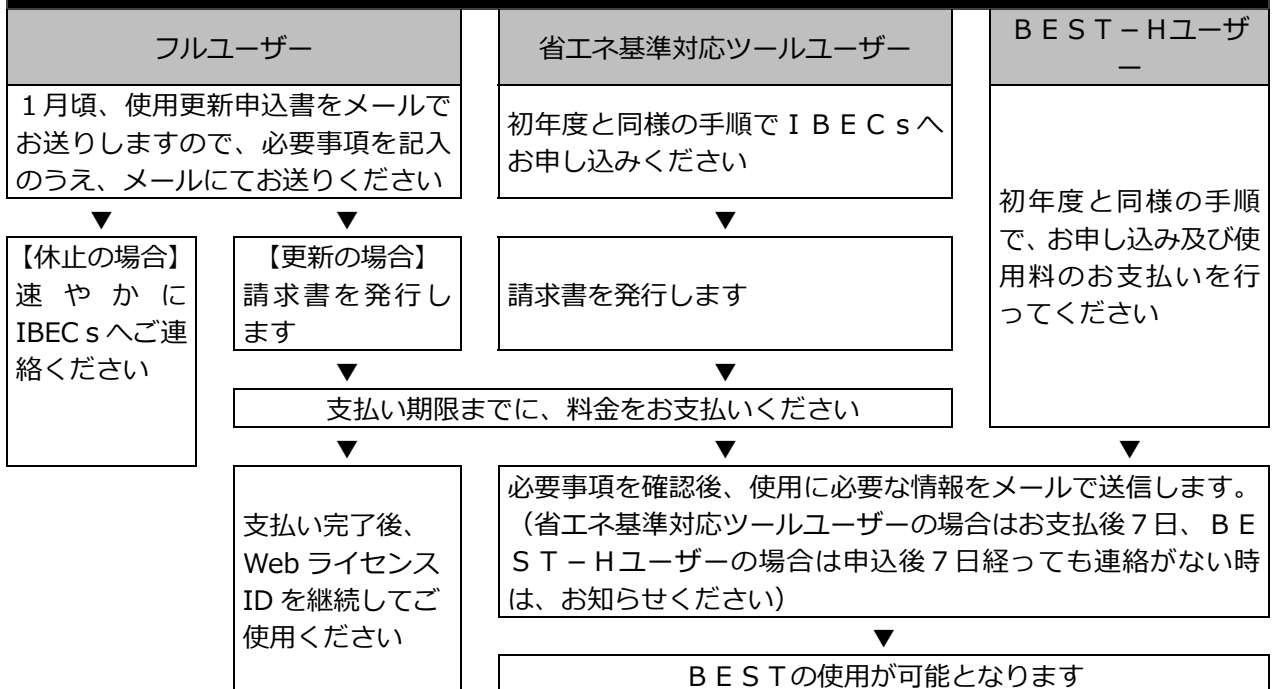 フルユーザー
省エネ基準対応ツールユーザー
ＢＥＳＴ－Ｈユーザ
ー
１月頃、使用更新申込書をメールで
お送りしますので、必要事項を記入
のうえ、メールにてお送りください
初年度と同様の手順でＩＢＥＣｓへ
お申し込みください
初年度と同様の手順
で、お申し込み及び使
用料のお支払いを行
ってください
▼
▼
▼
【休止の場合】
速やかに
IBECｓへご連
絡ください
【更新の場合】
請求書を発行し
ます
請求書を発行します
▼
▼
支払い期限までに、料金をお支払いください
▼
▼
▼
支払い完了後、
Web ライセンス
ID を継続してご
使用ください
必要事項を確認後、使用に必要な情報をメールで送信します。
（省エネ基準対応ツールユーザーの場合はお支払後７日、ＢＥ
ＳＴ－Ｈユーザーの場合は申込後７日経っても連絡がない時
は、お知らせください）
▼
ＢＥＳＴの使用が可能となります